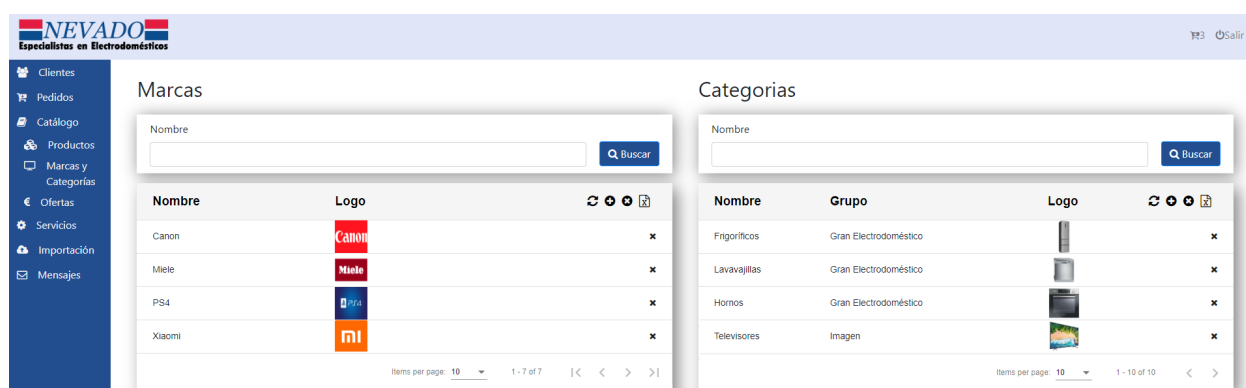 NEVADO
Especialistas en Electrodomésticos
3 Salir
Clientes
Pedidos
Catálogo
Productos
Marcas y
Categorías
Ofertas
Servicios
Importación
Mensajes
Marcas
Nombre
Buscar
Nombre Logo
Canon Canon
Miele Miele
PS4 PS4
Xiaomi mi
Items per page: 10 1 - 7 of 7
Categorias
Nombre
Buscar
Nombre Grupo Logo
Frigoríficos Gran Electrodoméstico
Lavavajillas Gran Electrodoméstico
Hornos Gran Electrodoméstico
Televisores Imagen
Items per page: 10 1 - 10 of 10